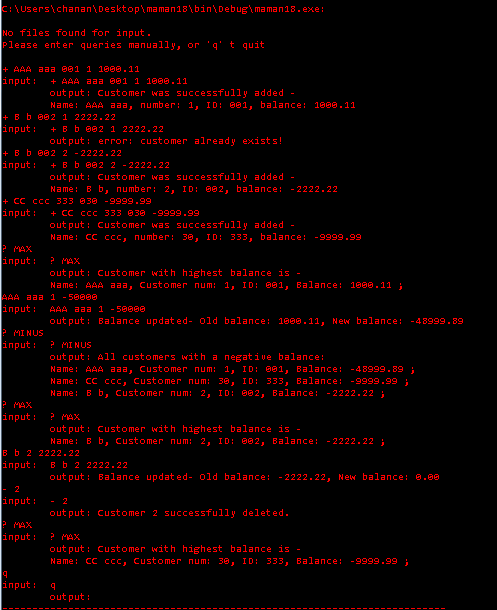 C:\Users\chanan\Desktop\maman18\bin\Debug\maman18.exe:
No files found for input.
Please enter queries manually, or 'q' t quit
+ AAA aaa 001 1 1000.11
input:  + AAA aaa 001 1 1000.11
output: Customer was successfully added -
Name: AAA aaa, number: 1, ID: 001, balance: 1000.11
+ B b 002 1 2222.22
input:  + B b 002 1 2222.22
output: error: customer already exists!
+ B b 002 2 -2222.22
input:  + B b 002 2 -2222.22
output: Customer was successfully added -
Name: B b, number: 2, ID: 002, balance: -2222.22
+ CC ccc 333 030 -9999.99
input:  + CC ccc 333 030 -9999.99
output: Customer was successfully added -
Name: CC ccc, number: 30, ID: 333, balance: -9999.99
? MAX
input:  ? MAX
output: Customer with highest balance is -
Name: AAA aaa, Customer num: 1, ID: 001, Balance: 1000.11 ;
AAA aaa 1 -50000
input:  AAA aaa 1 -50000
output: Balance updated- Old balance: 1000.11, New balance: -48999.89
? MINUS
input:  ? MINUS
output: All customers with a negative balance:
Name: AAA aaa, Customer num: 1, ID: 001, Balance: -48999.89 ;
Name: CC ccc, Customer num: 30, ID: 333, Balance: -9999.99 ;
Name: B b, Customer num: 2, ID: 002, Balance: -2222.22 ;
? MAX
input:  ? MAX
output: Customer with highest balance is -
Name: B b, Customer num: 2, ID: 002, Balance: -2222.22 ;
B b 2 2222.22
input:  B b 2 2222.22
output: Balance updated- Old balance: -2222.22, New balance: 0.00
- 2
input:  - 2
output: Customer 2 successfully deleted.
? MAX
input:  ? MAX
output: Customer with highest balance is -
Name: CC ccc, Customer num: 30, ID: 333, Balance: -9999.99 ;
q
input:  q
output: